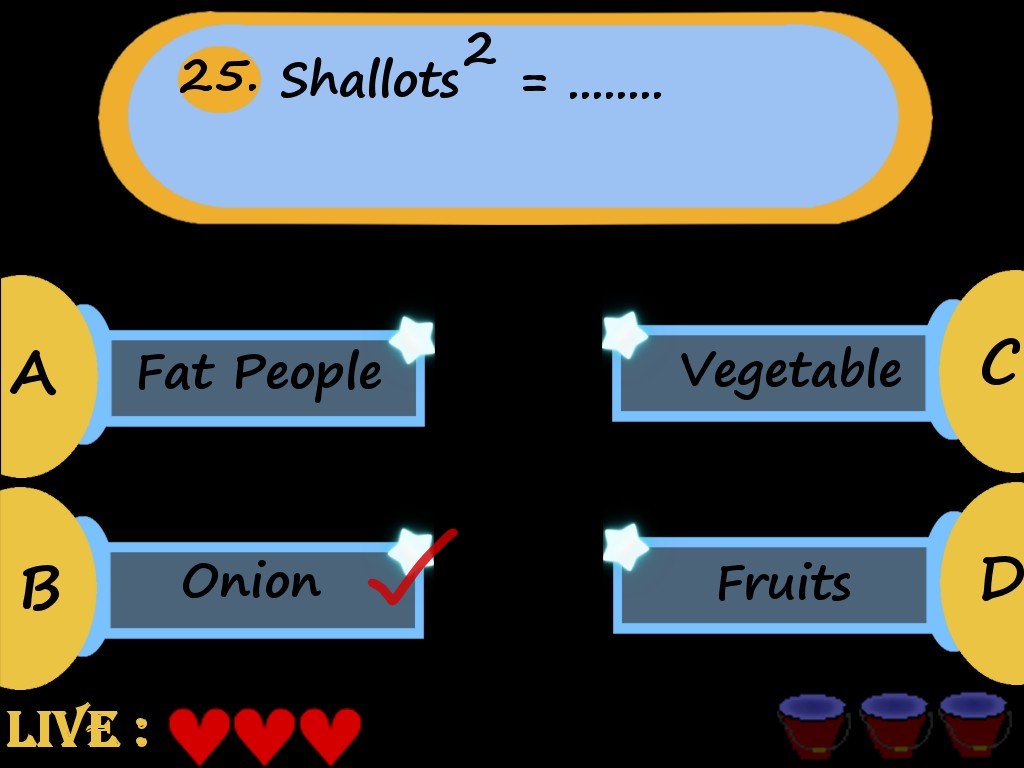 25. Shallots² = ........
A Fat People
C Vegetable
B Onion
D Fruits
LIVE :